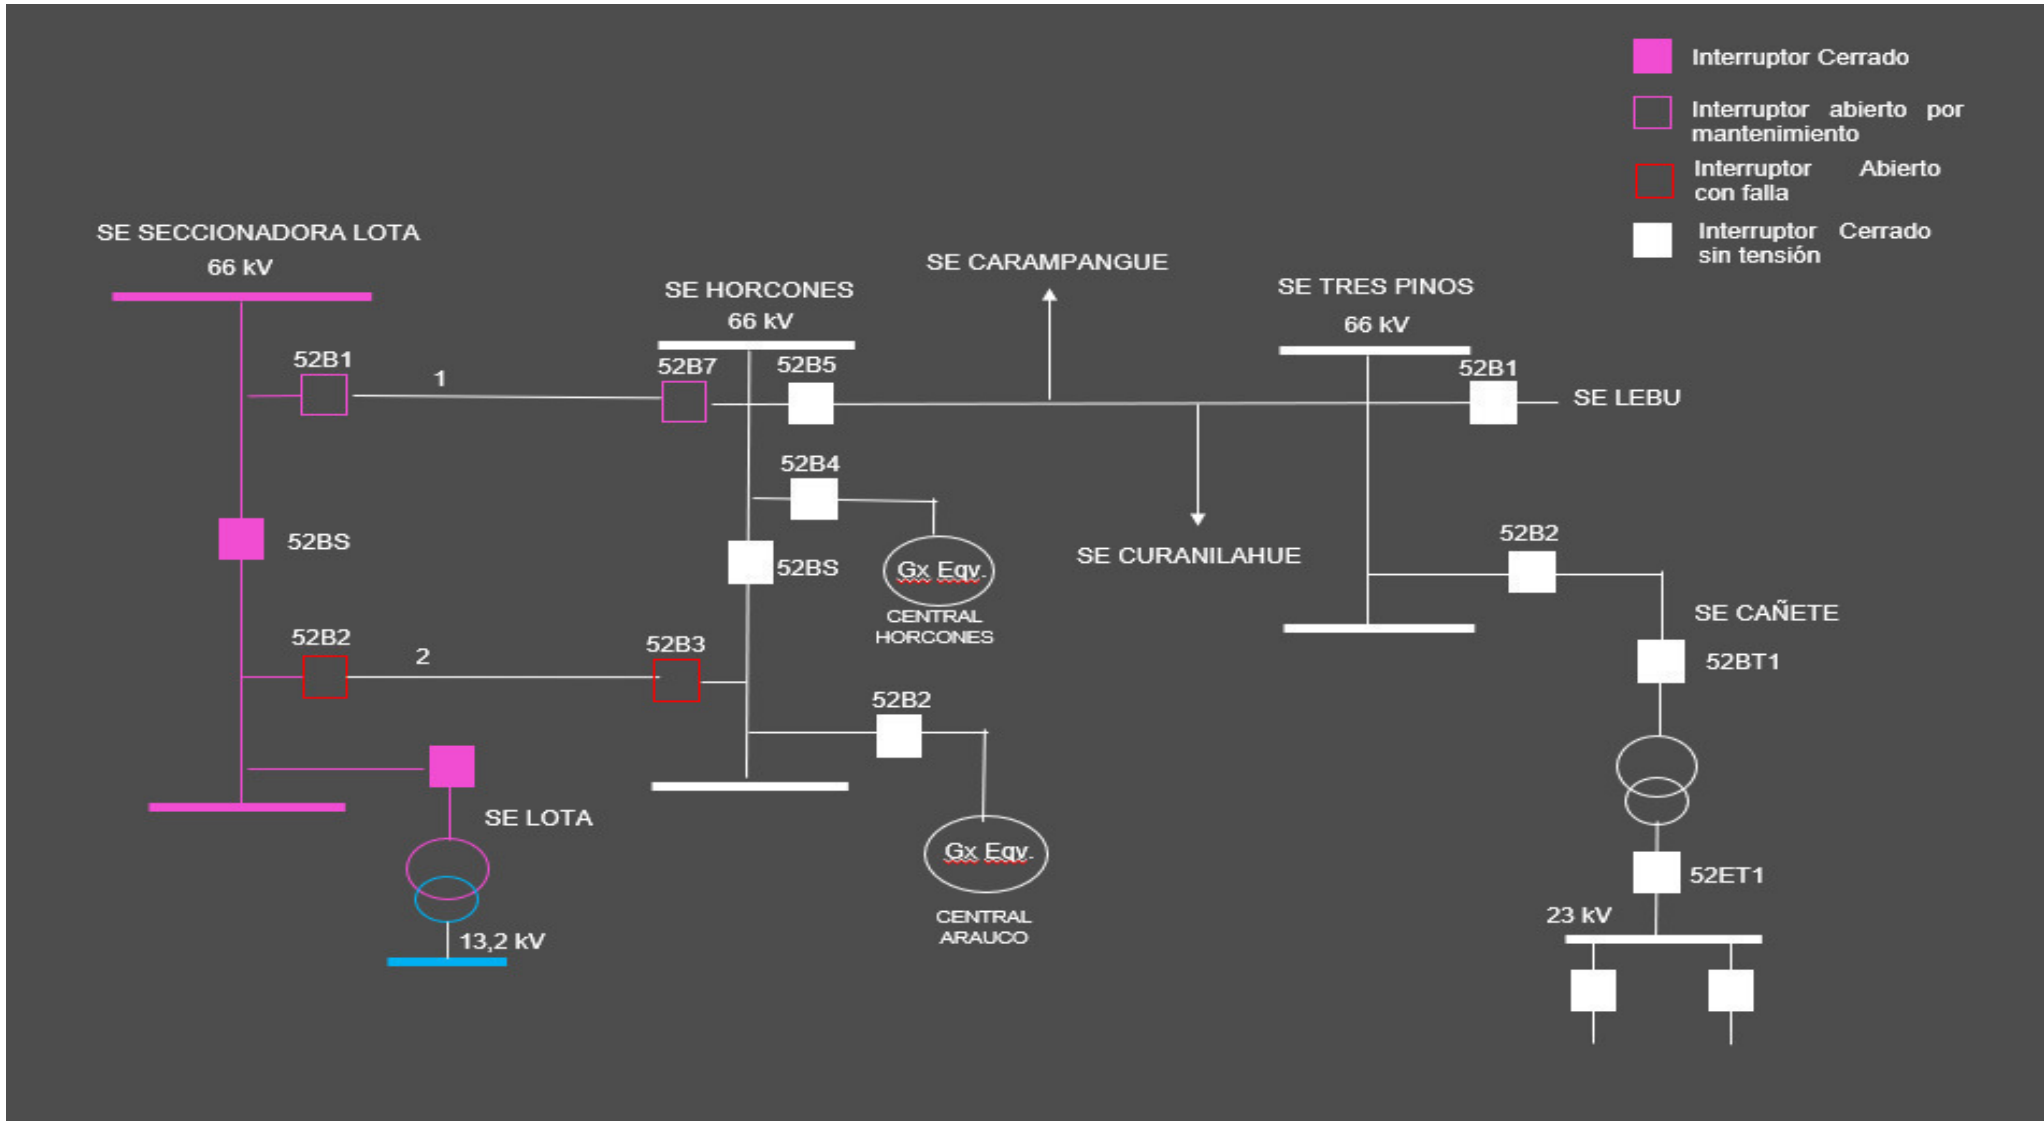 Interruptor Cerrado
Interruptor abierto por
mantenimiento
Interruptor Abierto
con falla
Interruptor Cerrado
sin tensión
SE SECCIONADORA LOTA
66 kV
SE HORCONES
66 kV
SE CARAMPANGUE
SE TRES PINOS
66 kV
52B1
1
52B7
52B5
52B1
SE LEBU
52B4
52BS
52BS
Gx Eqv.
CENTRAL
HORCONES
SE CURANILAHUE
52B2
SE CAÑETE
52BT1
52B2
2
52B3
52B2
SE LOTA
Gx Eqv.
CENTRAL
ARAUCO
13,2 kV
52ET1
23 kV